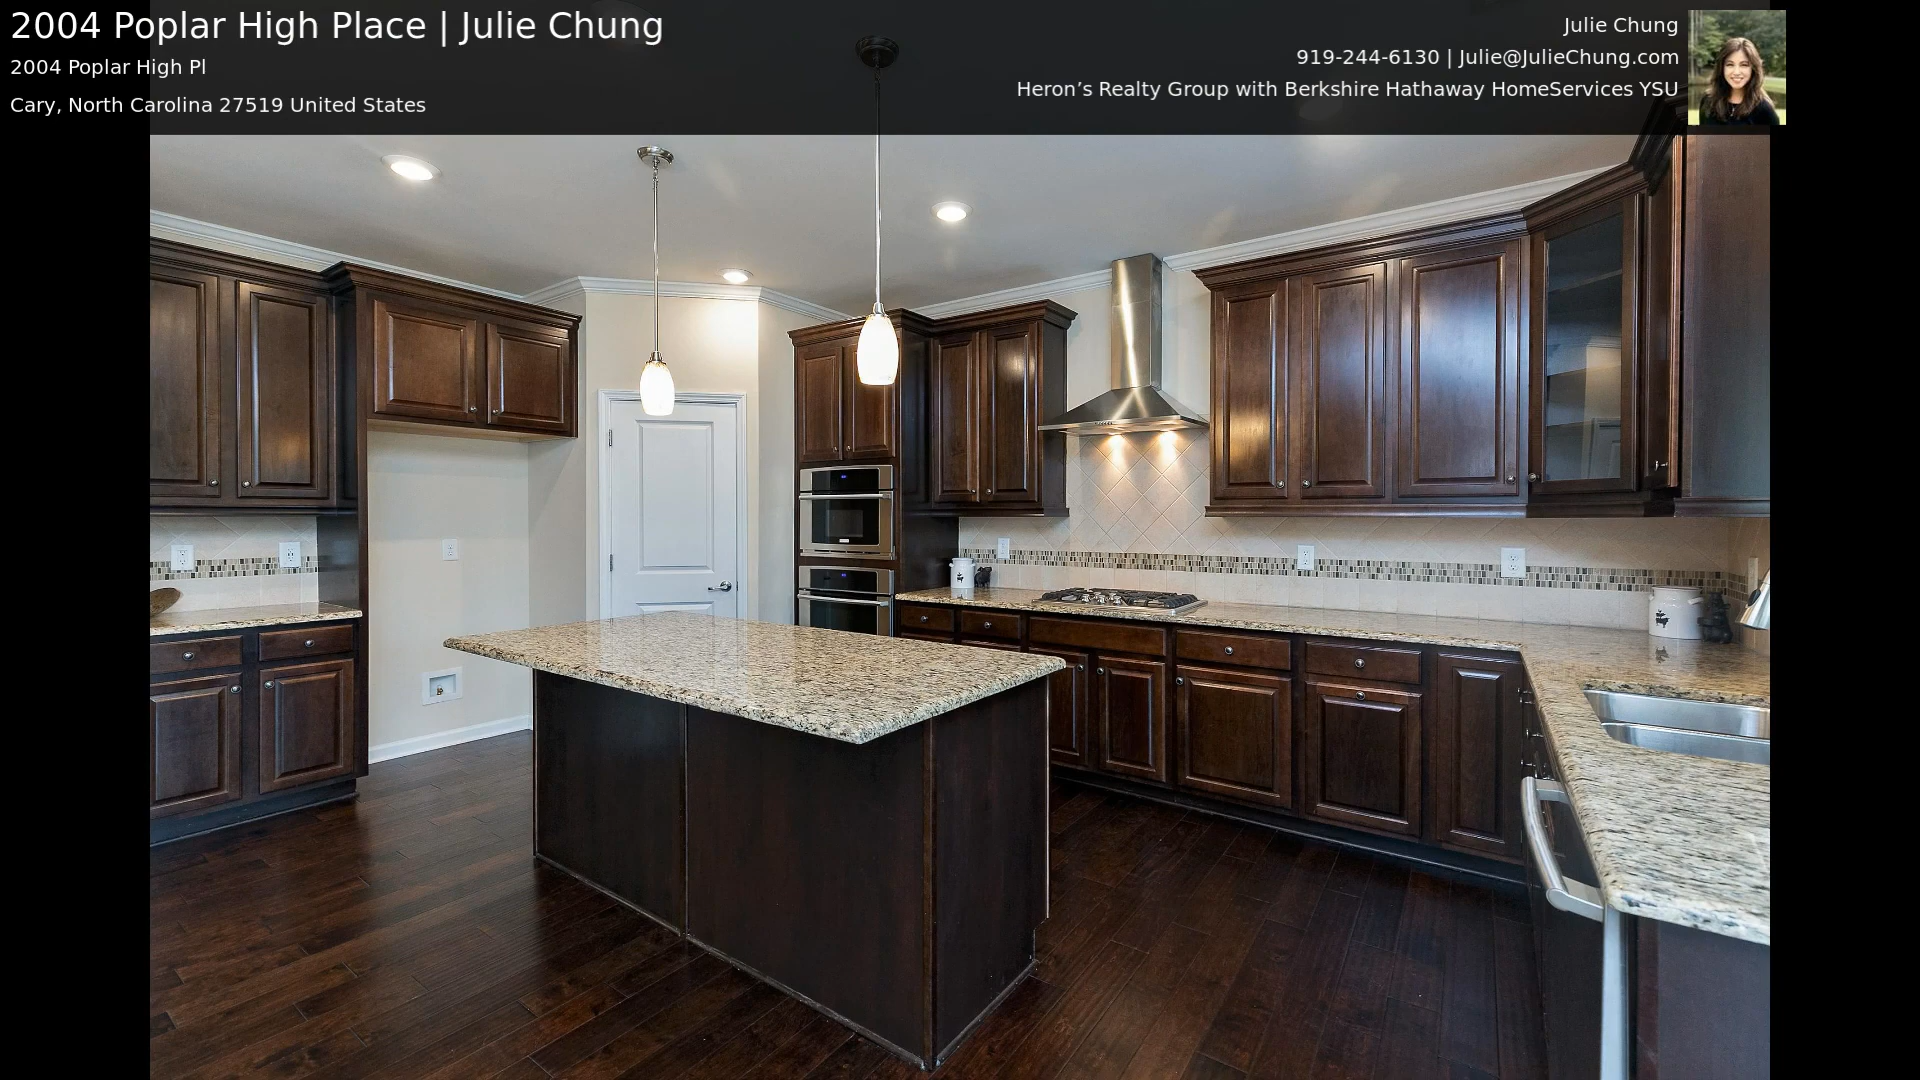 2004 Poplar High Place | Julie Chung
2004 Poplar High Pl
Cary, North Carolina 27519 United States
Julie Chung
919-244-6130 | Julie@JulieChung.com
Heron’s Realty Group with Berkshire Hathaway HomeServices YSU